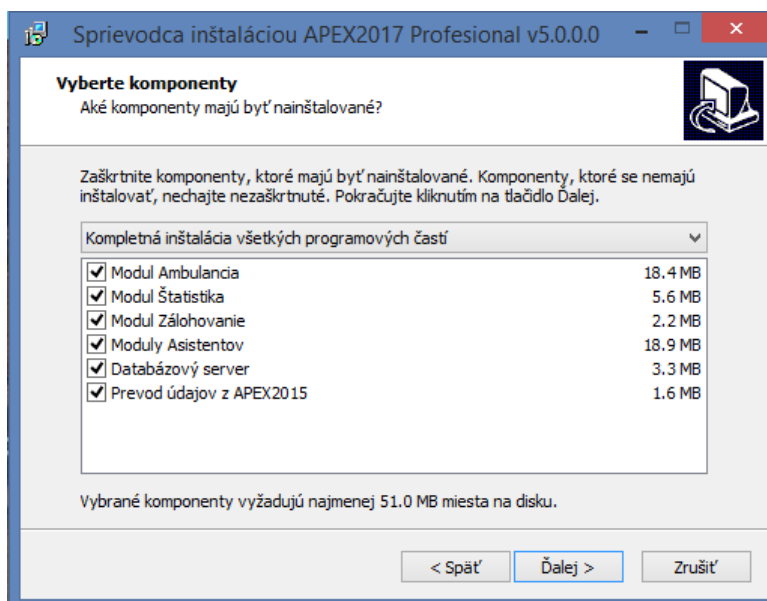 Sprievodca inštaláciou APEX2017 Profesional v5.0.0.0
Vyberte komponenty
Aké komponenty majú byť nainštalované?
Zaškrtnite komponenty, ktoré majú byť nainštalované. Komponenty, ktoré se nemajú
inštalovať, nechajte nezaškrtnuté. Pokračujte kliknutím na tlačidlo Ďalej.
Kompletná inštalácia všetkých programových častí
Modul Ambulancia 18.4 MB
Modul Štatistika 5.6 MB
Modul Zálohovanie 2.2 MB
Moduly Asistentov 18.9 MB
Databázový server 3.3 MB
Prevod údajov z APEX2015 1.6 MB
Vybrané komponenty vyžadujú najmenej 51.0 MB miesta na disku.
< Späť Ďalej > Zrušiť